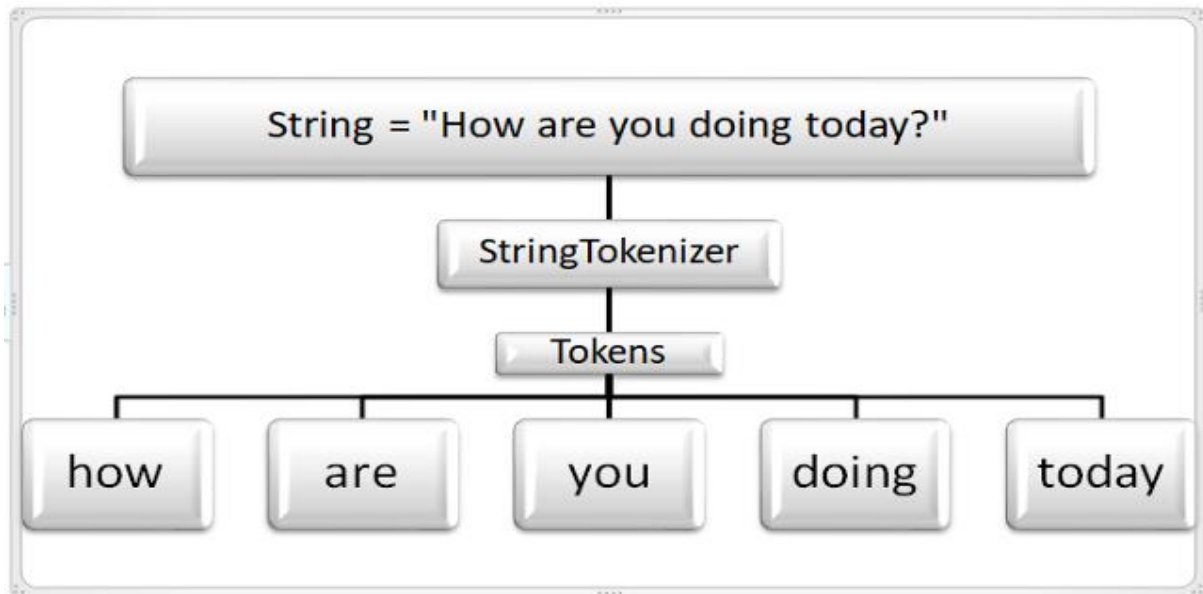 String = "How are you doing today?"
StringTokenizer
Tokens
how are you doing today